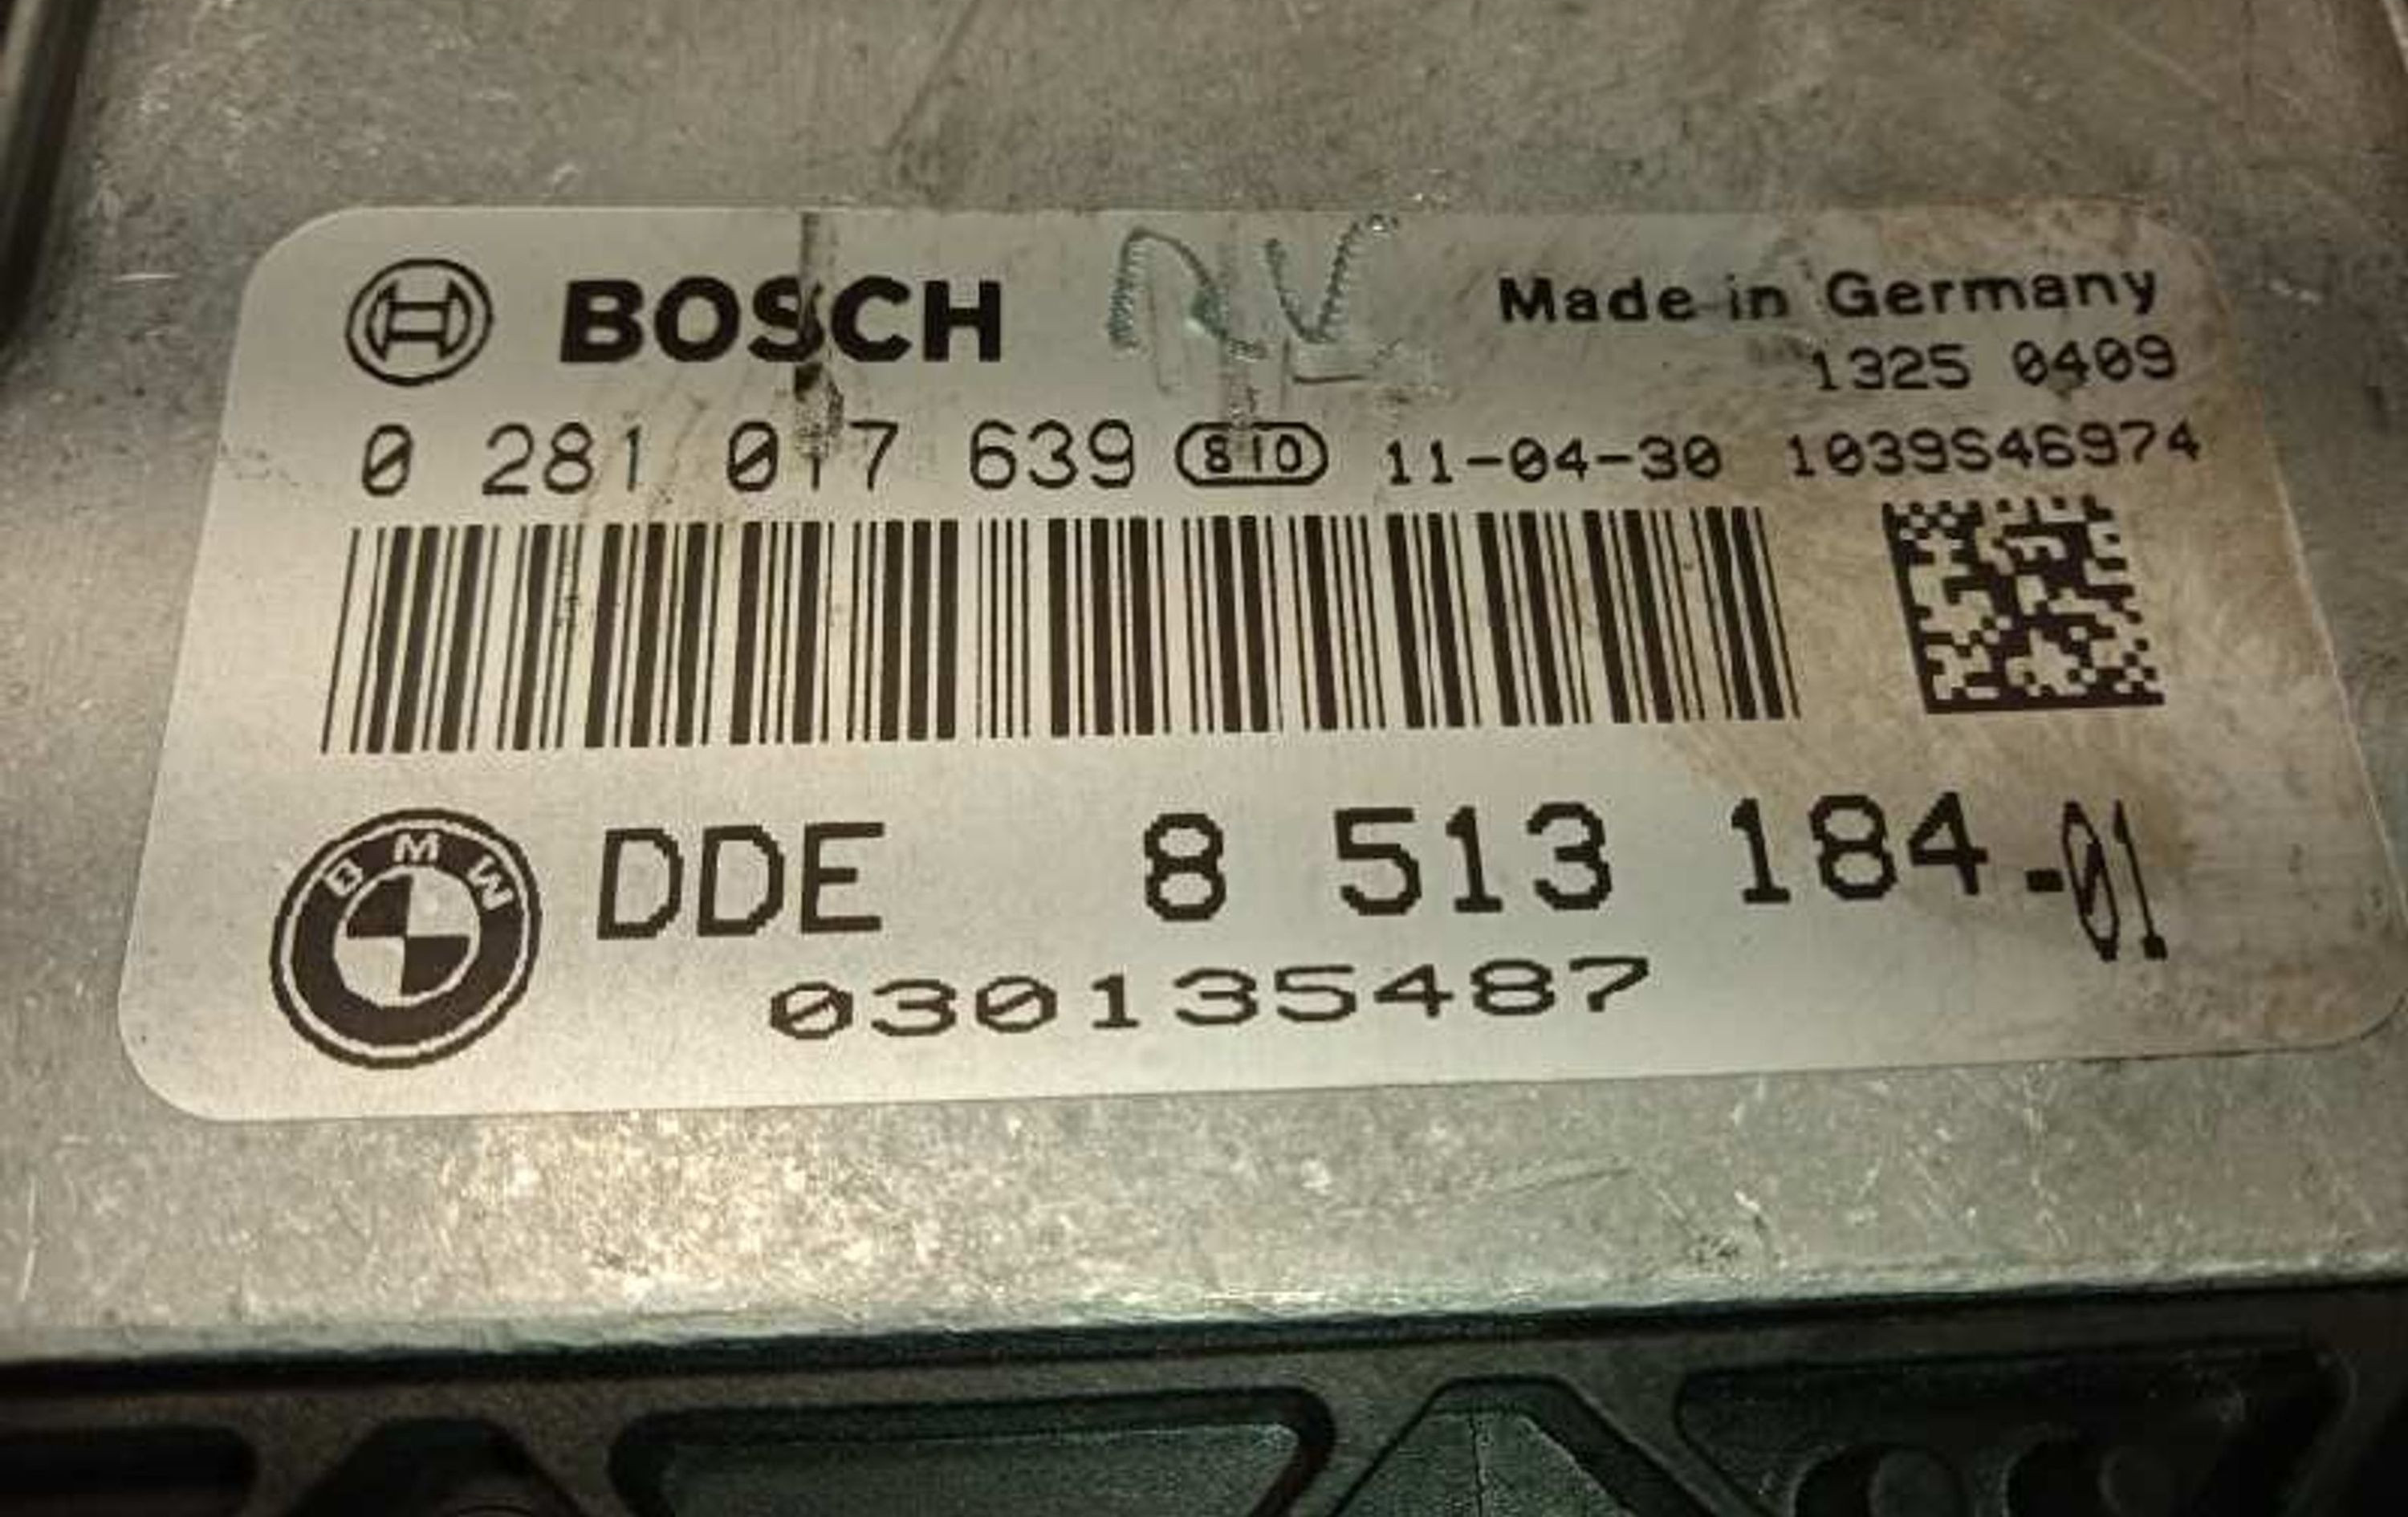 BOSCH
Made in Germany
1325 0409
0 281 017 639 810 11-04-30 1039S46974
BMW
DDE 8 513 184-01
030135487